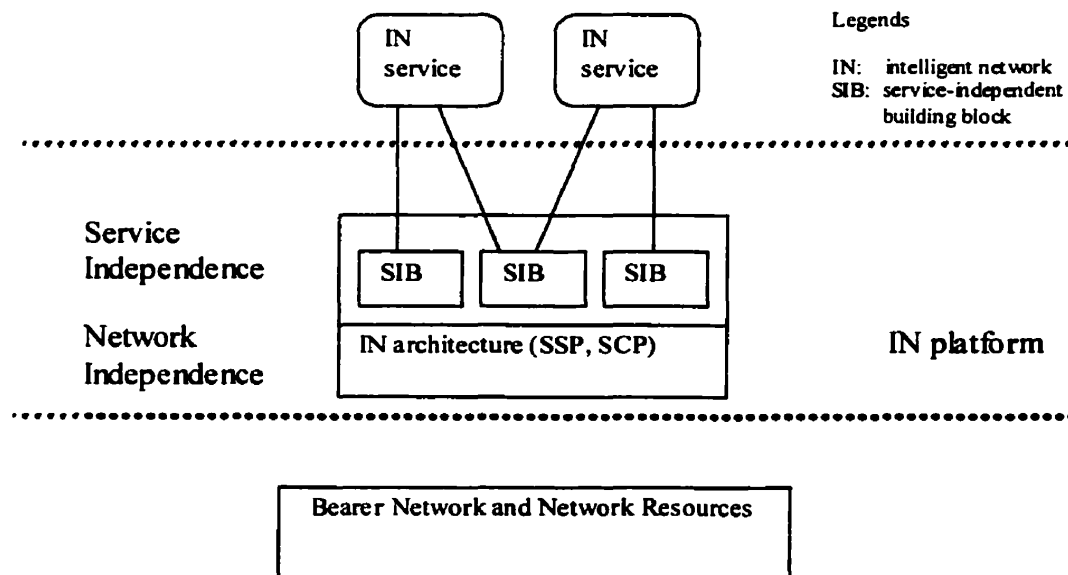 IN
service
IN
service
Legends
IN: intelligent network
SIB: service-independent
building block
Service
Independence
SIB SIB SIB
Network
Independence
IN architecture (SSP, SCP)
IN platform
Bearer Network and Network Resources